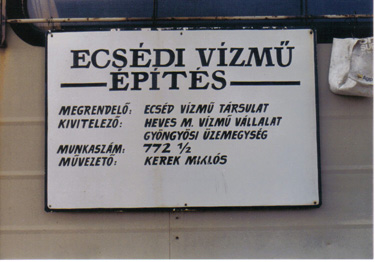 ECSÉDI VÍZMŰ
ÉPÍTÉS
MEGRENDELŐ: ECSÉD VÍZMŰ TÁRSULAT
KIVITELEZŐ: HEVES M. VÍZMŰ VÁLLALAT
GYÖNGYÖSI ÜZEMEGYSÉG
MUNKASZÁM: 772 ½
MŰVEZETŐ: KEREK MIKLÓS